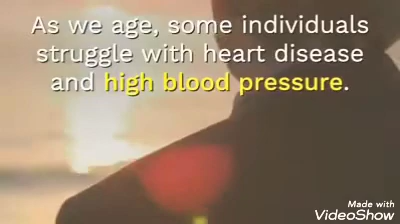 As we age, some individuals
struggle with heart disease
and high blood pressure.
Made with
VideoShow